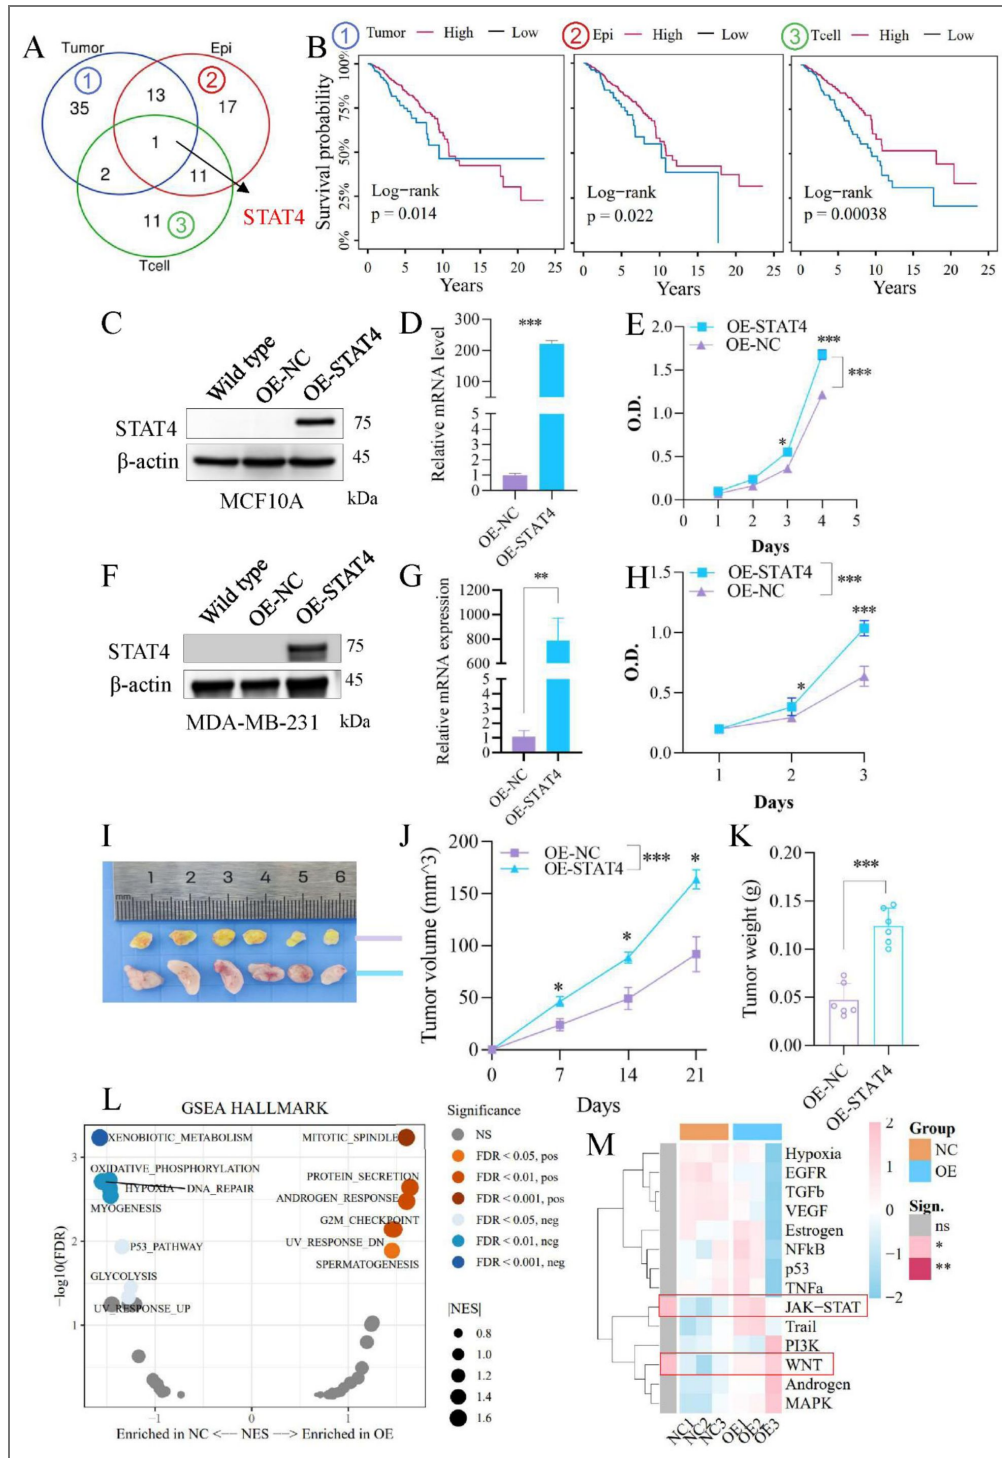 A
Tumor
Epi
1
2
35
13
17
1
2
11
11
3
STAT4
Tcell
B
1 Tumor High Low
2 Epi High Low
3 Tcell High Low
Survival probability
100%
75%
50%
25%
0%
Log-rank
p = 0.014
Log-rank
p = 0.022
Log-rank
p = 0.00038
0 5 10 15 20 25
0 5 10 15 20 25
0 5 10 15 20 25
Years
Years
Years
C
Wild type
OE-NC
OE-STAT4
STAT4
75
β-actin
45
MCF10A
kDa
D
Relative mRNA level
300
200
100
5
4
3
2
1
0
***
OE-NC
OE-STAT4
E
OE-STAT4
OE-NC
O.D.
2.0
1.5
1.0
0.5
0.0
*
***
***
0 1 2 3 4 5
Days
F
Wild type
OE-NC
OE-STAT4
STAT4
75
β-actin
45
MDA-MB-231
kDa
G
Relative mRNA expression
1200
1000
800
600
5
4
3
2
1
0
**
OE-NC
OE-STAT4
H
OE-STAT4
OE-NC
***
O.D.
1.5
1.0
0.5
0.0
*
***
1 2 3
Days
I
1 2 3 4 5 6
J
OE-NC
OE-STAT4
***
Tumor volume (mm^3)
200
150
100
50
0
*
*
*
0 7 14 21
Days
K
Tumor weight (g)
0.20
0.15
0.10
0.05
0.00
***
OE-NC
OE-STAT4
L
GSEA HALLMARK
XENOBIOTIC_METABOLISM
MITOTIC_SPINDLE
OXIDATIVE_PHOSPHORYLATION
PROTEIN_SECRETION
HYPOXIA
DNA_REPAIR
ANDROGEN_RESPONSE
MYOGENESIS
G2M_CHECKPOINT
P53_PATHWAY
UV_RESPONSE_DN
SPERMATOGENESIS
GLYCOLYSIS
UV_RESPONSE_UP
−log10(FDR)
3
2
1
−1 0 1
Enriched in NC <— NES —> Enriched in OE
Significance
NS
FDR < 0.05, pos
FDR < 0.01, pos
FDR < 0.001, pos
FDR < 0.05, neg
FDR < 0.01, neg
FDR < 0.001, neg
|NES|
0.8
1.0
1.2
1.4
1.6
M
Hypoxia
EGFR
TGFb
VEGF
Estrogen
NFkB
p53
TNFa
JAK−STAT
Trail
PI3K
WNT
Androgen
MAPK
NC1
NC2
NC3
OE1
OE2
OE3
2
1
0
−1
−2
Group
NC
OE
Sign.
ns
*
**